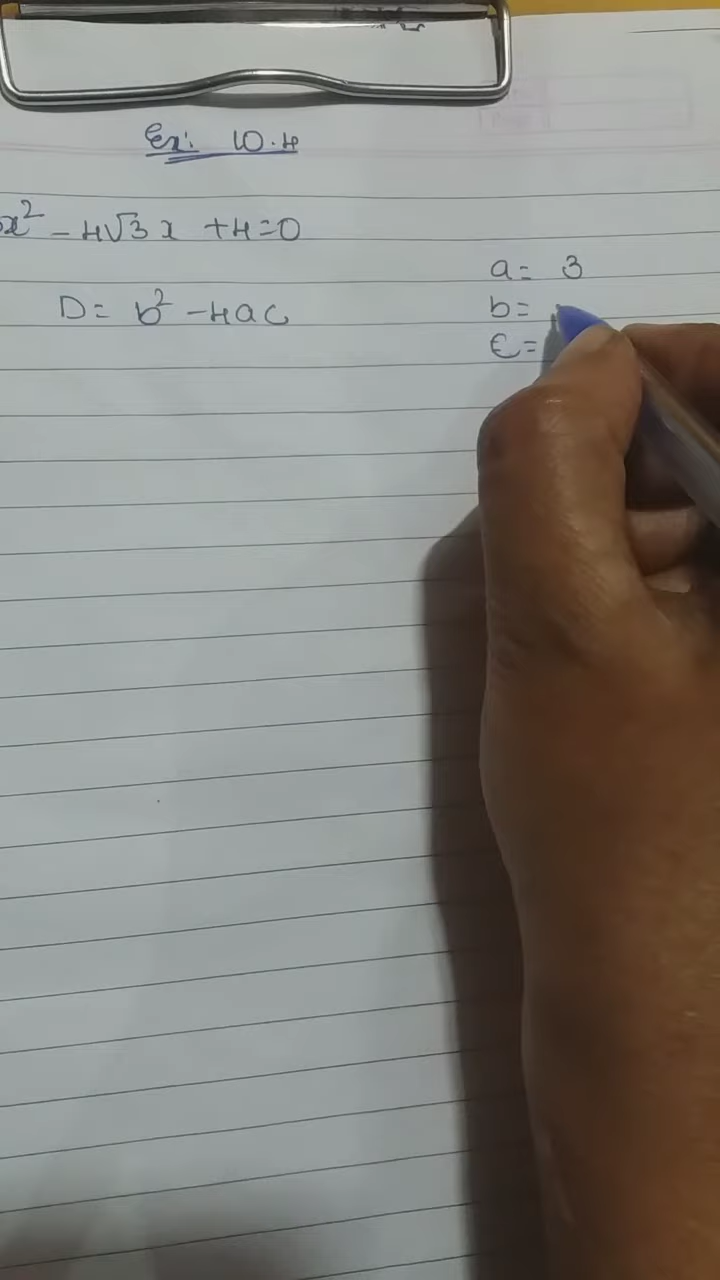 Ex: 10.4
x² - 4√3 x + 4 = 0
a = 3
D = b² - 4ac
b =
c =